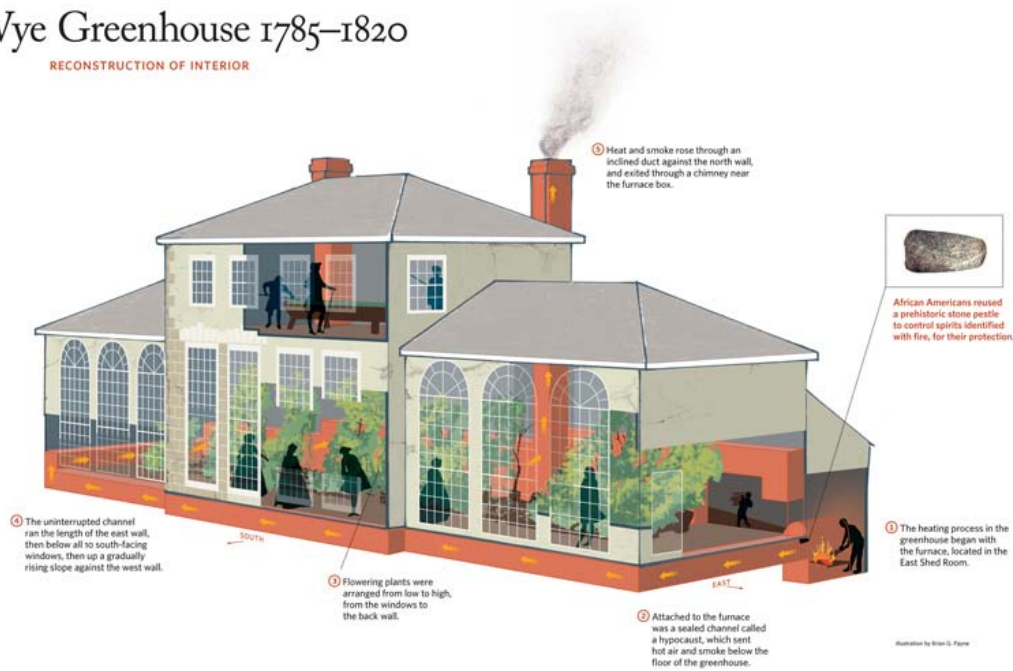 Wye Greenhouse 1785–1820
RECONSTRUCTION OF INTERIOR
⑤ Heat and smoke rose through an
inclined duct against the north wall,
and exited through a chimney near
the furnace box.
African Americans reused
a prehistoric stone pestle
to control spirits identified
with fire, for their protection.
④ The uninterrupted channel
ran the length of the east wall,
then below all 10 south-facing
windows, then up a gradually
rising slope against the west wall.
SOUTH
③ Flowering plants were
arranged from low to high,
from the windows to
the back wall.
EAST
② Attached to the furnace
was a sealed channel called
a hypocaust, which sent
hot air and smoke below the
floor of the greenhouse.
① The heating process in the
greenhouse began with
the furnace, located in the
East Shed Room.
Illustration by Brian G. Payne